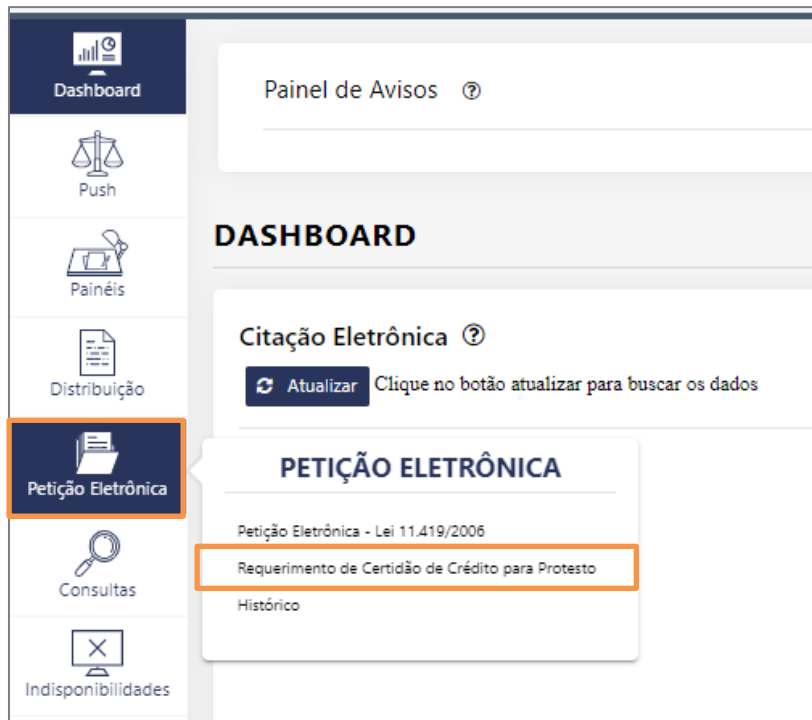 Dashboard
Push
Painéis
Distribuição
Petição Eletrônica
Consultas
Indisponibilidades
Painel de Avisos ?
DASHBOARD
Citação Eletrônica ?
Atualizar Clique no botão atualizar para buscar os dados
PETIÇÃO ELETRÔNICA
Petição Eletrônica - Lei 11.419/2006
Requerimento de Certidão de Crédito para Protesto
Histórico